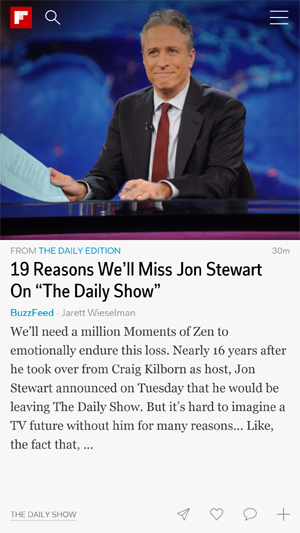 FROM THE DAILY EDITION 30m
19 Reasons We'll Miss Jon Stewart
On “The Daily Show”
BuzzFeed · Jarett Wieselman
We'll need a million Moments of Zen to
emotionally endure this loss. Nearly 16 years after
he took over from Craig Kilborn as host, Jon
Stewart announced on Tuesday that he would be
leaving The Daily Show. But it's hard to imagine a
TV future without him for many reasons... Like,
the fact that, ...
THE DAILY SHOW